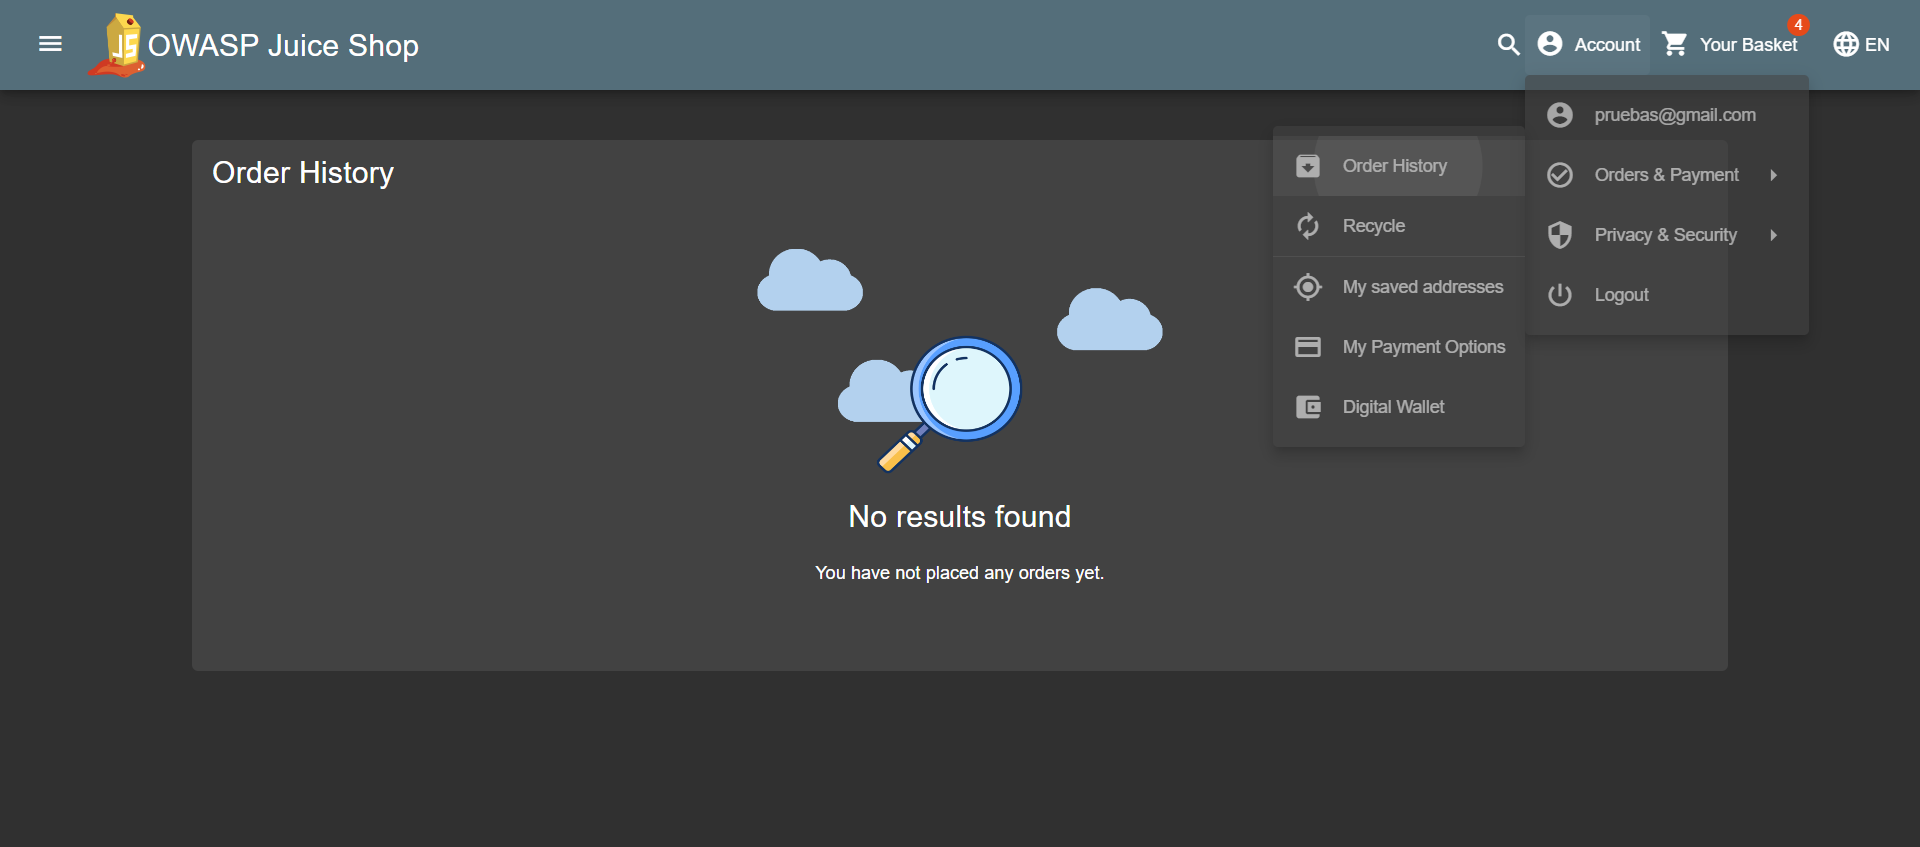 JS OWASP Juice Shop
Account
Your Basket
4
EN
pruebas@gmail.com
Orders & Payment
Privacy & Security
Logout
Order History
Recycle
My saved addresses
My Payment Options
Digital Wallet
Order History
No results found
You have not placed any orders yet.